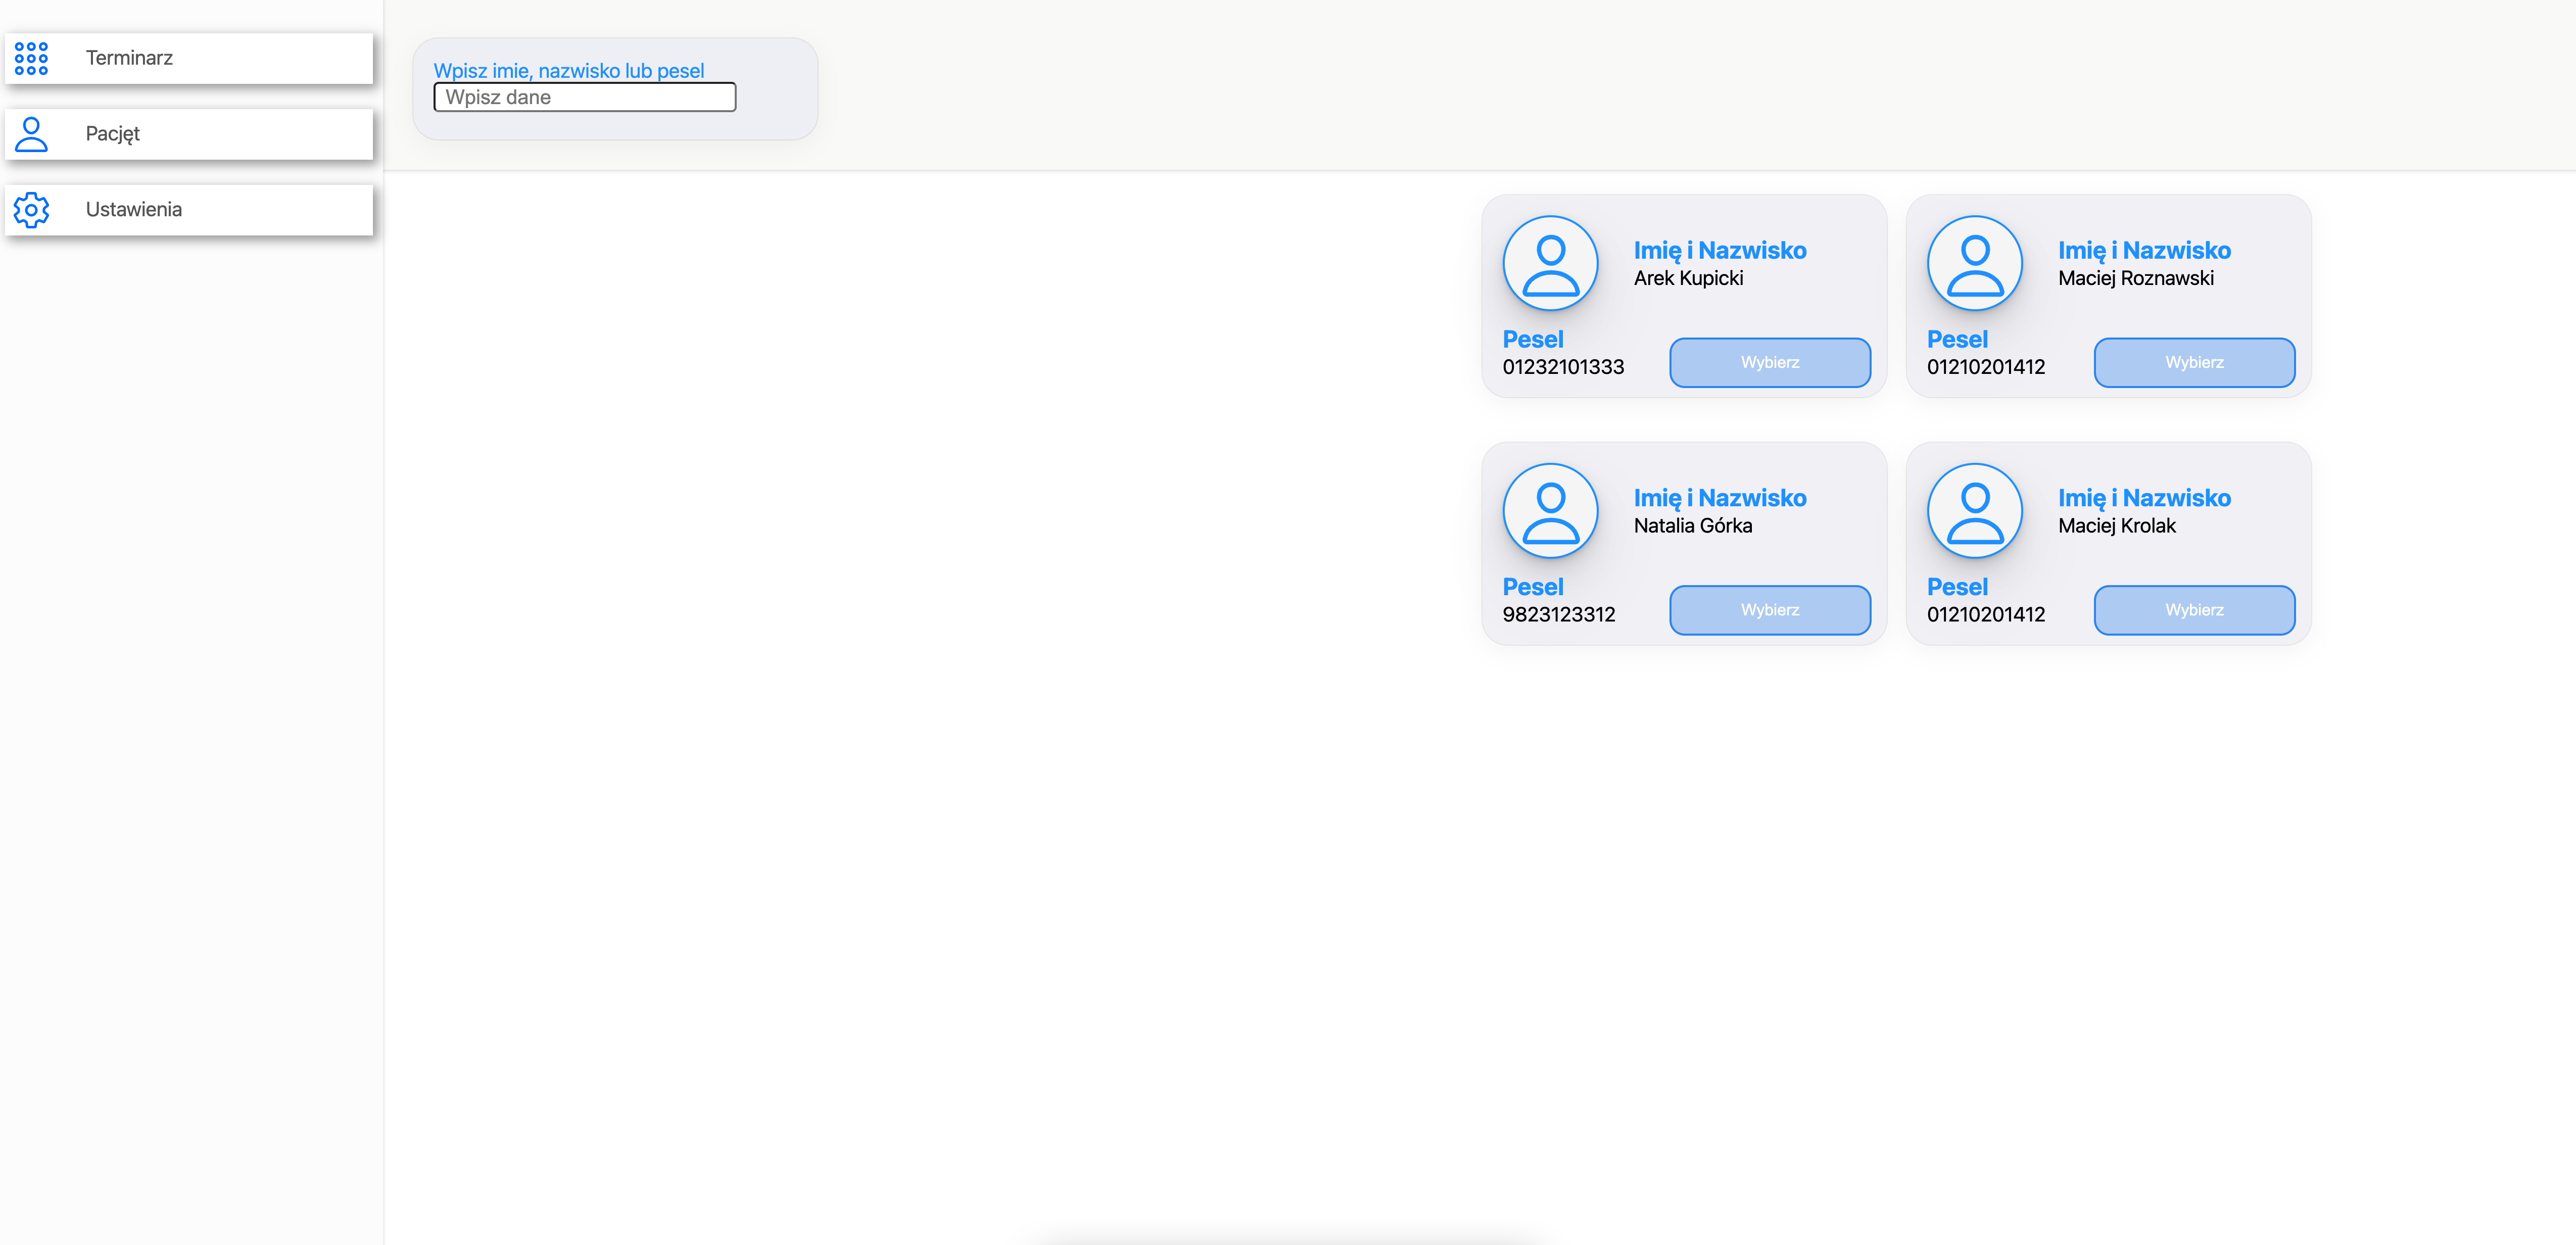 Terminarz
Pacjęt
Ustawienia
Wpisz imie, nazwisko lub pesel
Wpisz dane
Imię i Nazwisko
Arek Kupicki
Pesel
01232101333
Wybierz
Imię i Nazwisko
Maciej Roznawski
Pesel
01210201412
Wybierz
Imię i Nazwisko
Natalia Górka
Pesel
9823123312
Wybierz
Imię i Nazwisko
Maciej Krolak
Pesel
01210201412
Wybierz